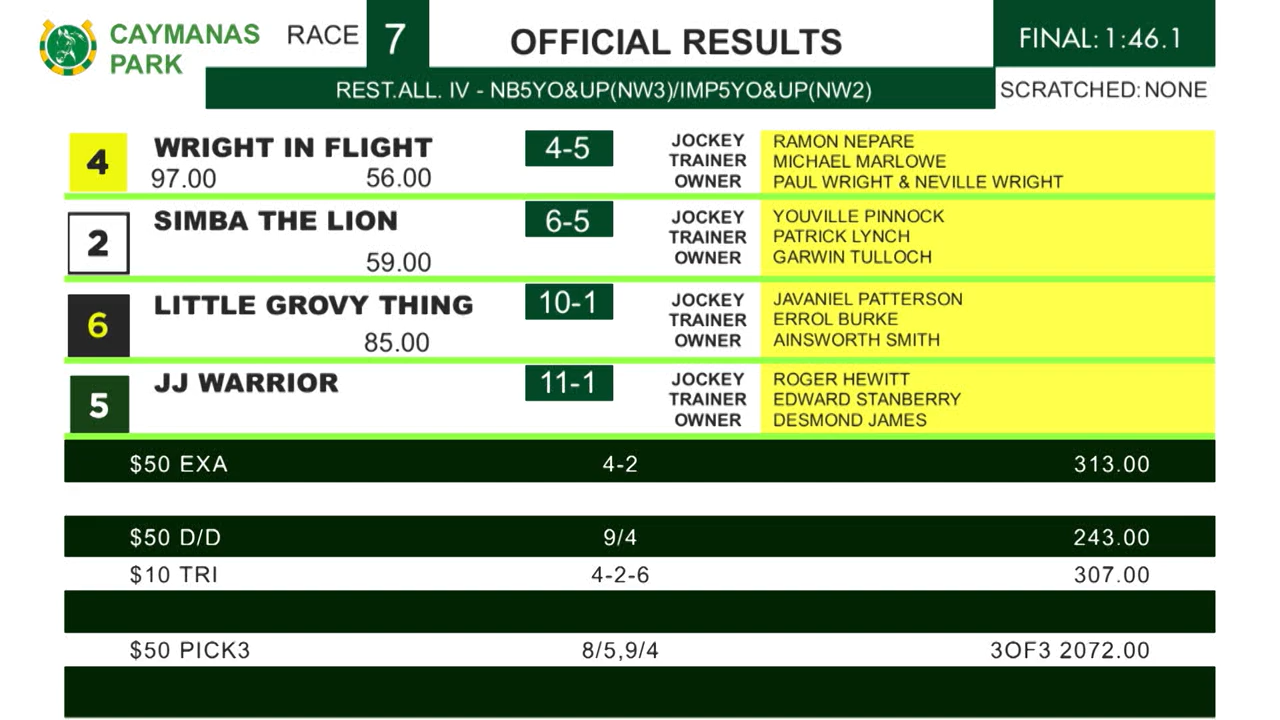 CAYMANAS PARK
RACE 7
OFFICIAL RESULTS
FINAL: 1:46.1
REST.ALL. IV - NB5YO&UP(NW3)/IMP5YO&UP(NW2)
SCRATCHED: NONE
4 WRIGHT IN FLIGHT 4-5
97.00 56.00
JOCKEY RAMON NEPARE
TRAINER MICHAEL MARLOWE
OWNER PAUL WRIGHT & NEVILLE WRIGHT
2 SIMBA THE LION 6-5
59.00
JOCKEY YOUVILLE PINNOCK
TRAINER PATRICK LYNCH
OWNER GARWIN TULLOCH
6 LITTLE GROVY THING 10-1
85.00
JOCKEY JAVANIEL PATTERSON
TRAINER ERROL BURKE
OWNER AINSWORTH SMITH
5 JJ WARRIOR 11-1
JOCKEY ROGER HEWITT
TRAINER EDWARD STANBERRY
OWNER DESMOND JAMES
$50 EXA 4-2 313.00
$50 D/D 9/4 243.00
$10 TRI 4-2-6 307.00
$50 PICK3 8/5,9/4 3OF3 2072.00